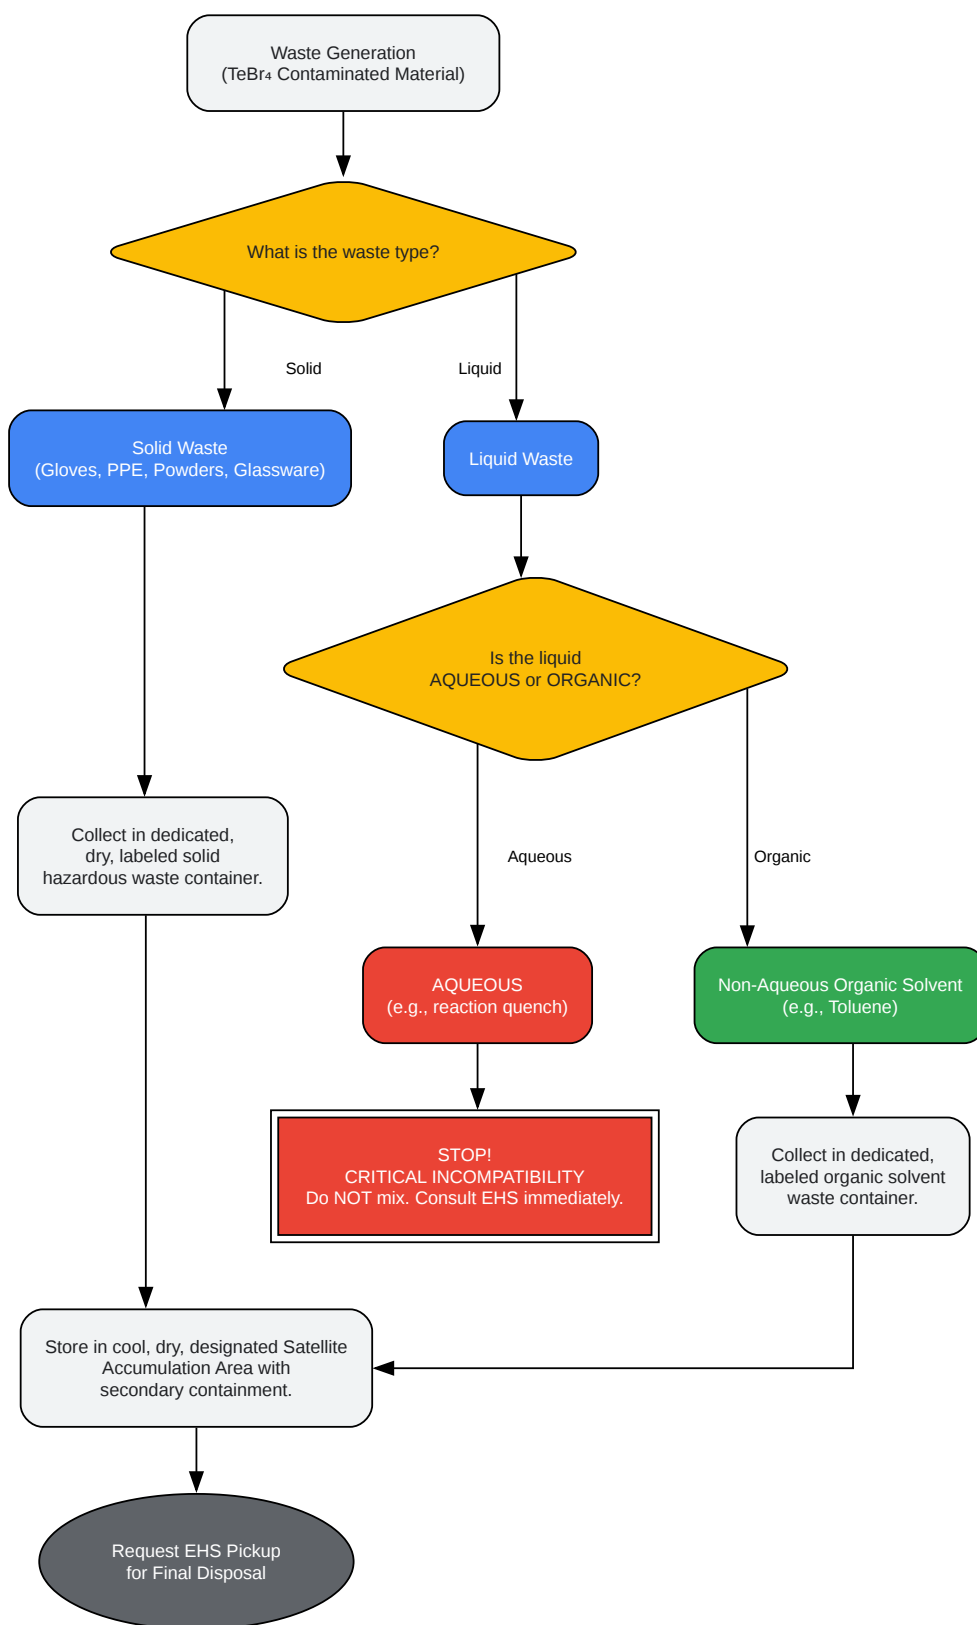 Waste Generation
(TeBr₄ Contaminated Material)
What is the waste type?
Solid
Liquid
Solid Waste
(Gloves, PPE, Powders, Glassware)
Liquid Waste
Is the liquid
AQUEOUS or ORGANIC?
Collect in dedicated,
dry, labeled solid
hazardous waste container.
Aqueous
Organic
AQUEOUS
(e.g., reaction quench)
Non-Aqueous Organic Solvent
(e.g., Toluene)
STOP!
CRITICAL INCOMPATIBILITY
Do NOT mix. Consult EHS immediately.
Collect in dedicated,
labeled organic solvent
waste container.
Store in cool, dry, designated Satellite
Accumulation Area with
secondary containment.
Request EHS Pickup
for Final Disposal